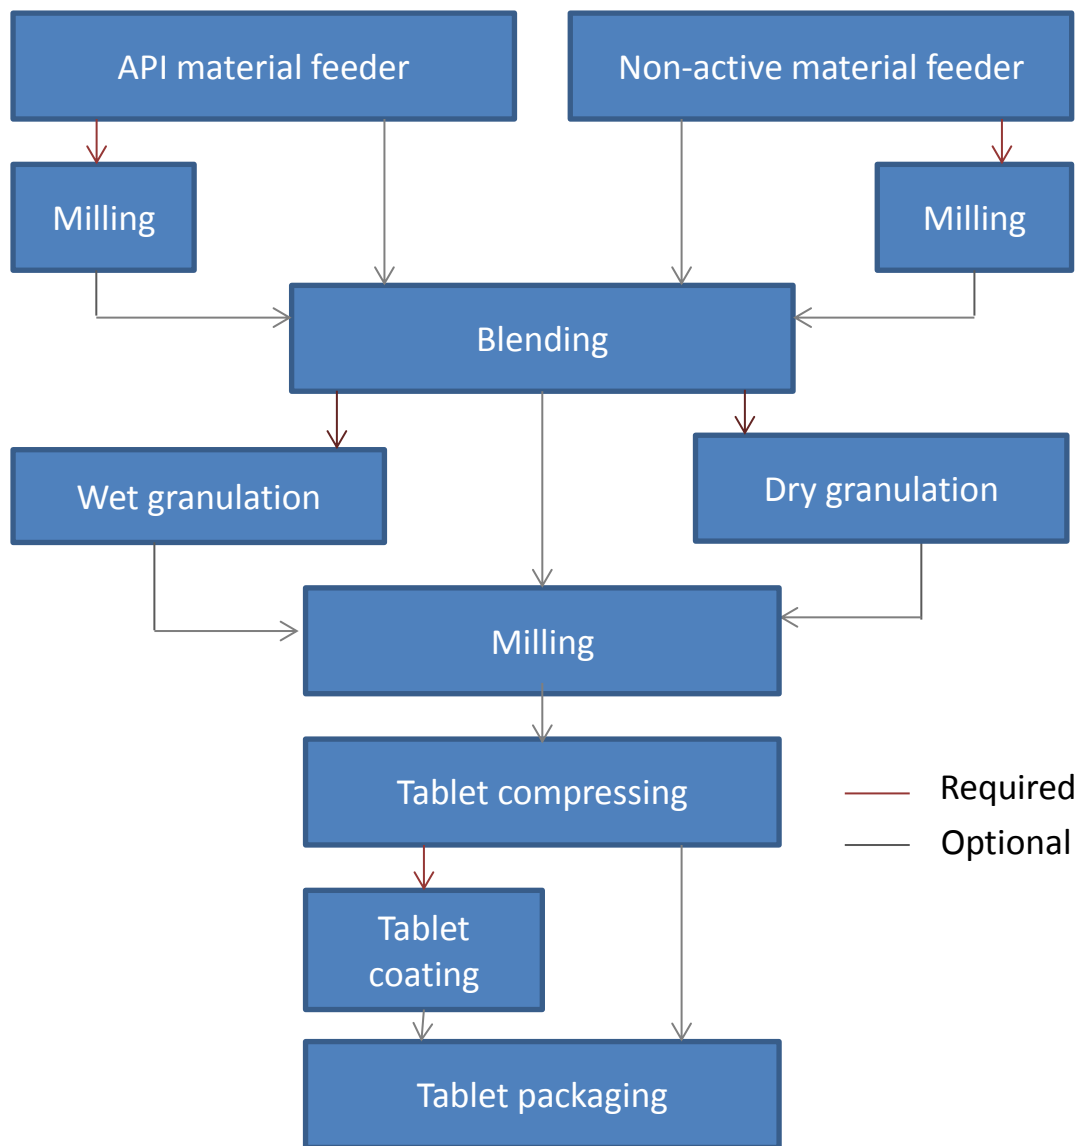 API material feeder
Non-active material feeder
Milling
Milling
Blending
Wet granulation
Dry granulation
Milling
Tablet compressing
Required
Optional
Tablet
coating
Tablet packaging